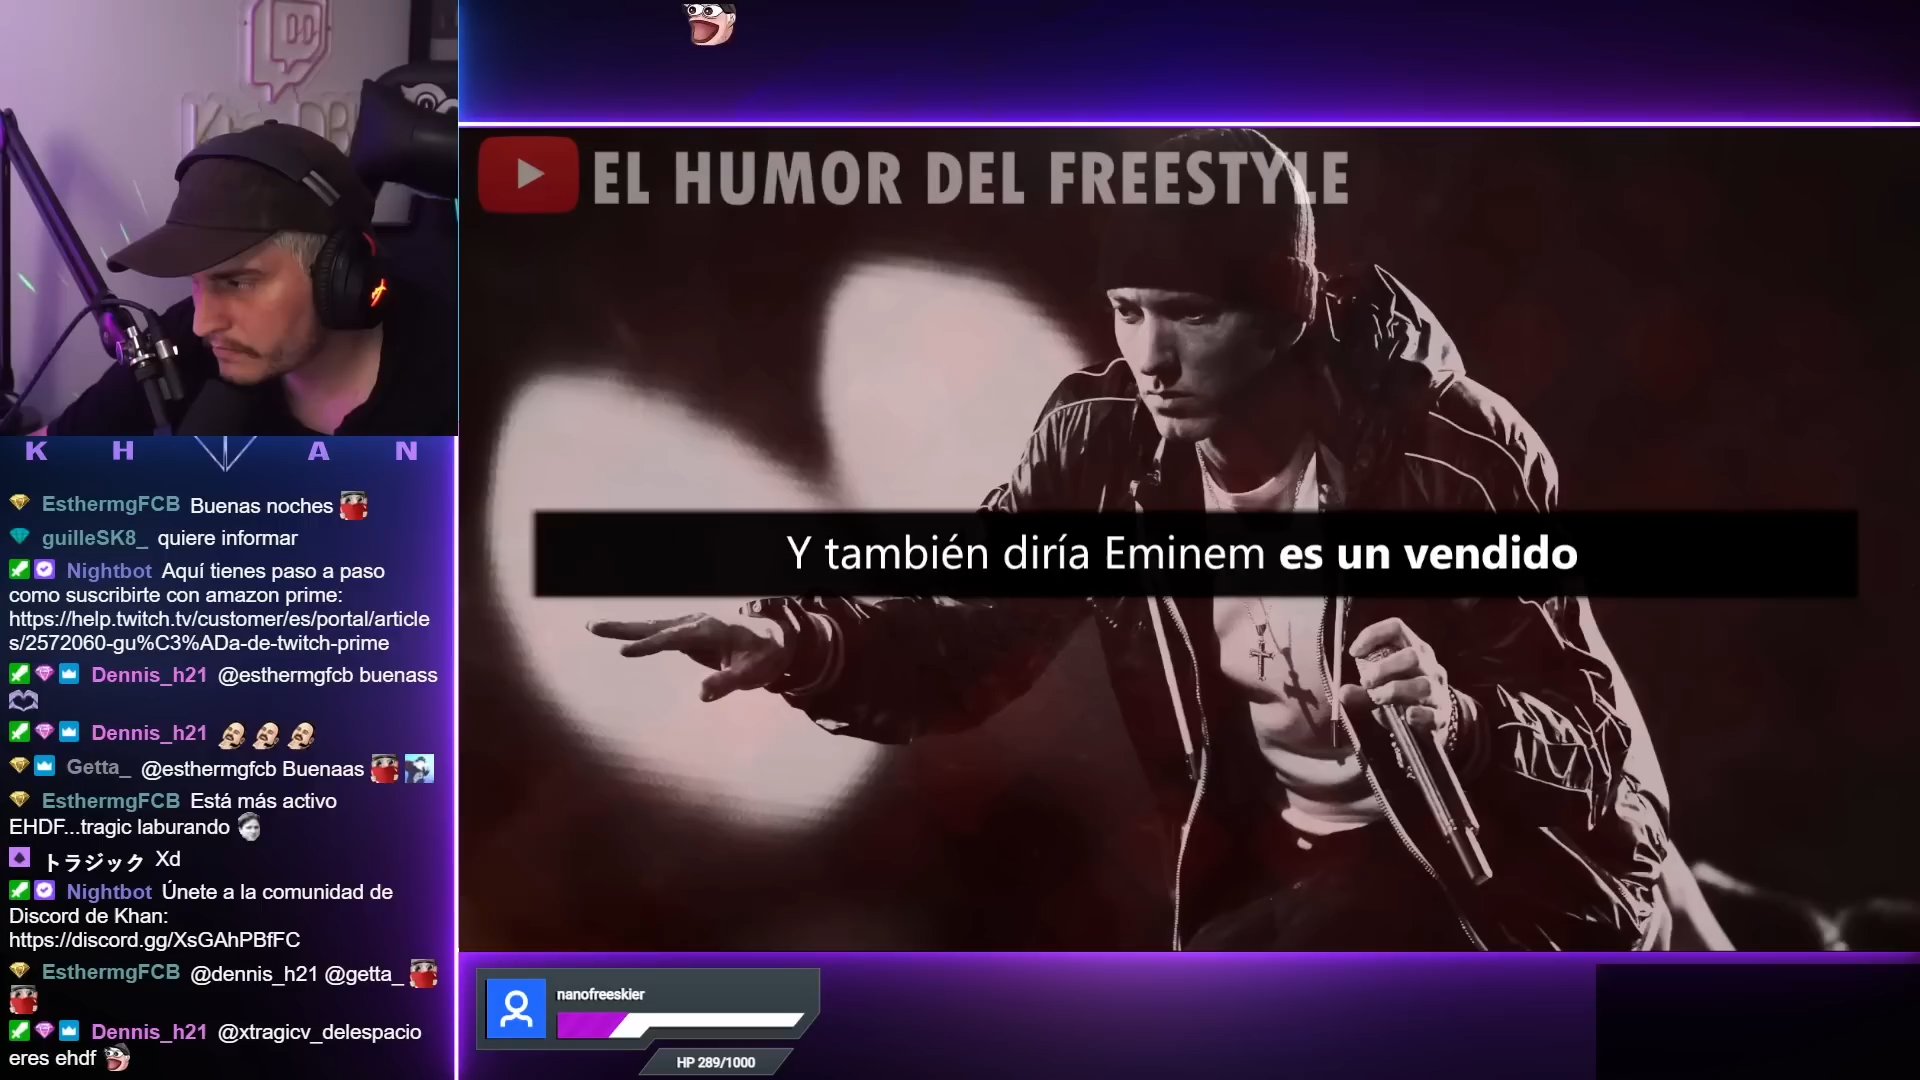 EL HUMOR DEL FREESTYLE
Y también diría Eminem es un vendido
K H A N
EsthermgFCB Buenas noches
guilleSK8_ quiere informar
Nightbot Aquí tienes paso a paso
como suscribirte con amazon prime:
https://help.twitch.tv/customer/es/portal/article
s/2572060-gu%C3%ADa-de-twitch-prime
Dennis_h21 @esthermgfcb buenass
Dennis_h21
Getta_ @esthermgfcb Buenaas
EsthermgFCB Está más activo
EHDF...tragic laburando
トラジック Xd
Nightbot Únete a la comunidad de
Discord de Khan:
https://discord.gg/XsGAhPBfFC
EsthermgFCB @dennis_h21 @getta_
Dennis_h21 @xtragicv_delespacio
eres ehdf
nanofreeskier
HP 289/1000